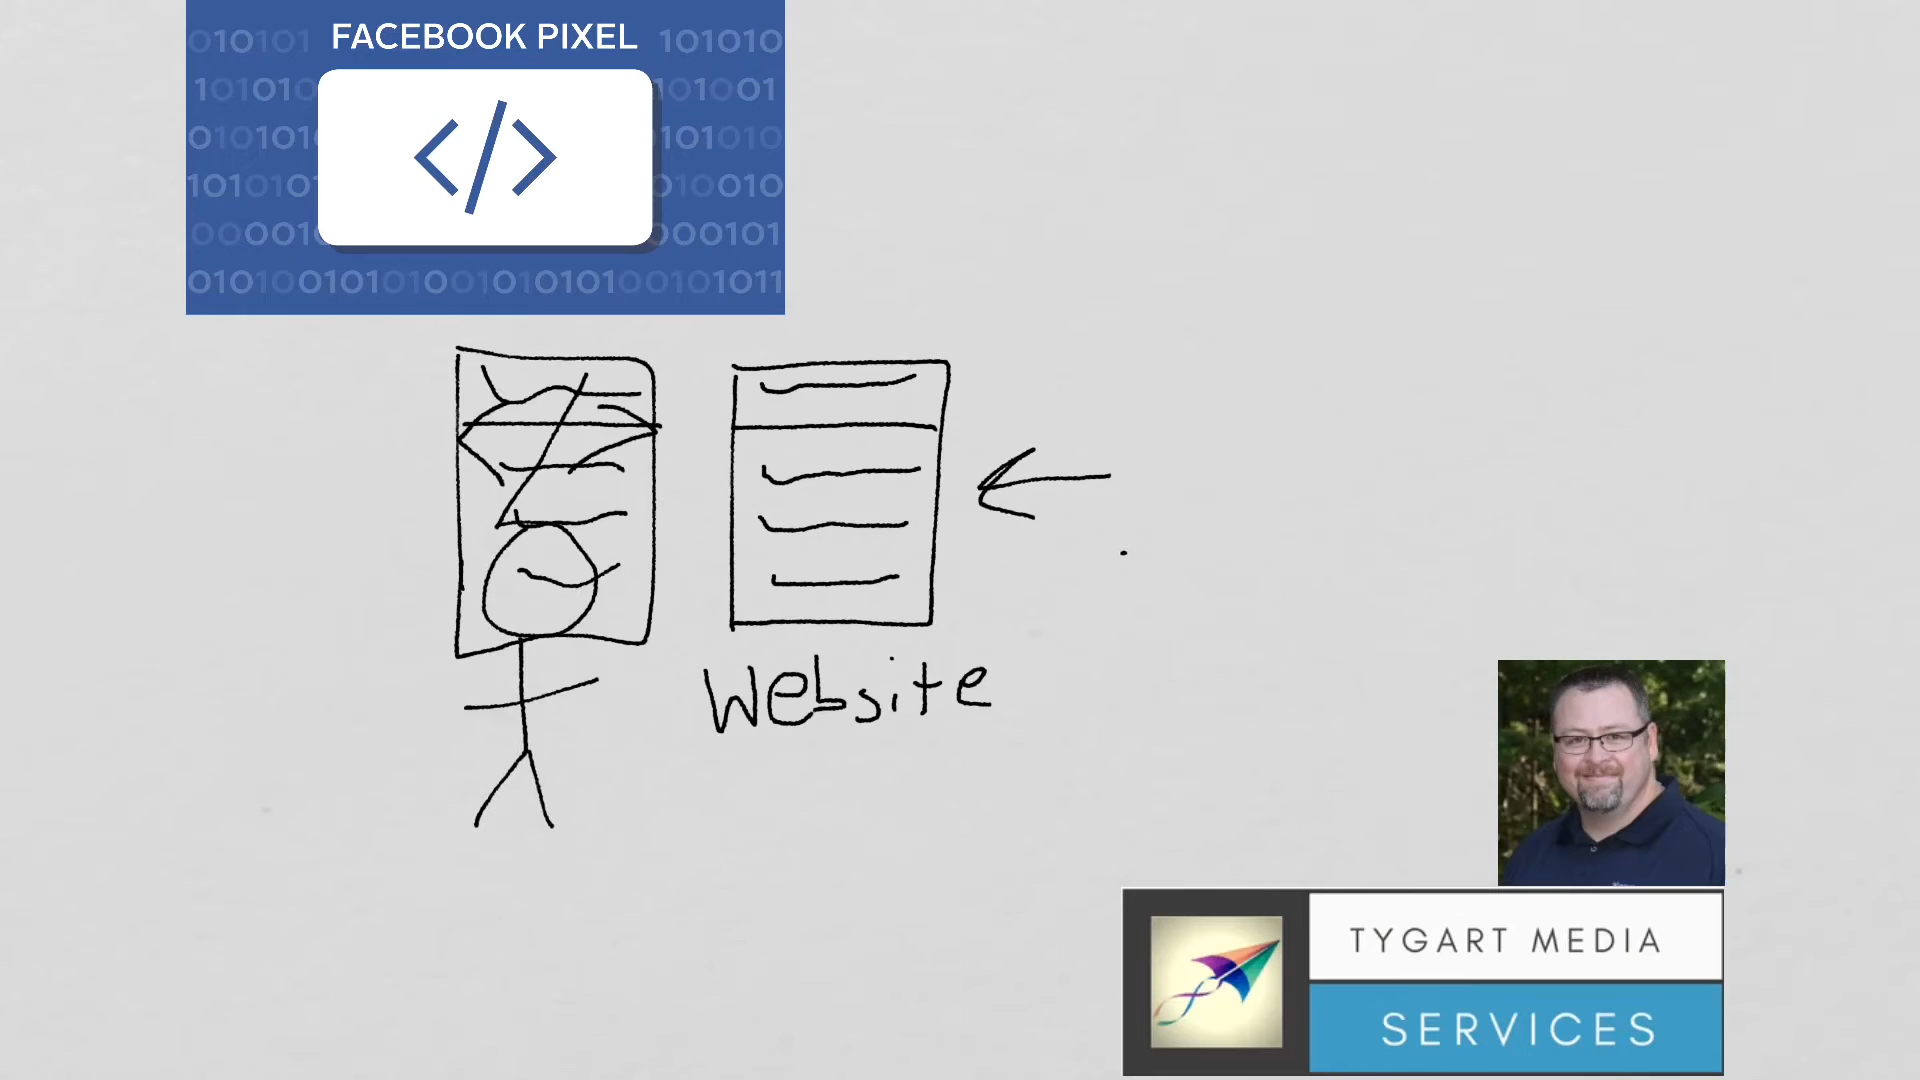 FACEBOOK PIXEL
</>
Website
TYGART MEDIA
SERVICES